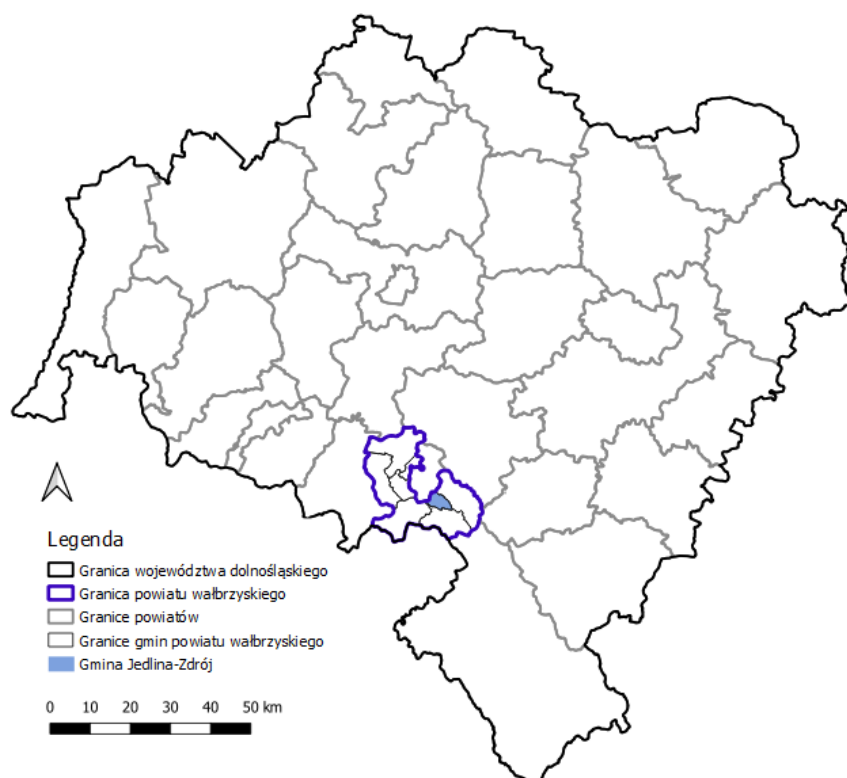 Legenda
Granica województwa dolnośląskiego
Granica powiatu wałbrzyskiego
Granice powiatów
Granice gmin powiatu wałbrzyskiego
Gmina Jedlina-Zdrój
0 10 20 30 40 50 km